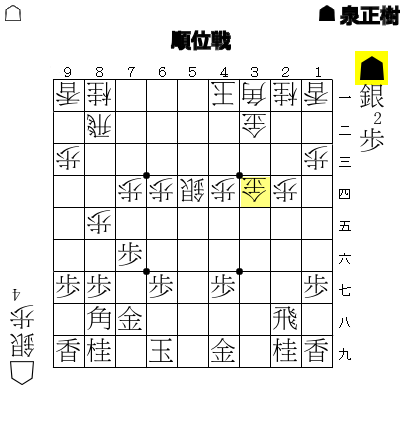 泉正樹
順位戦
9 8 7 6 5 4 3 2 1
香 桂 王 角 桂 香 一
飛 金 二
歩 歩 三
歩 歩 銀 歩 金 歩 四
歩 五
歩 六
歩 歩 歩 歩 歩 七
角 金 飛 八
香 桂 玉 金 桂 香 九
銀
2
歩
4
歩
銀